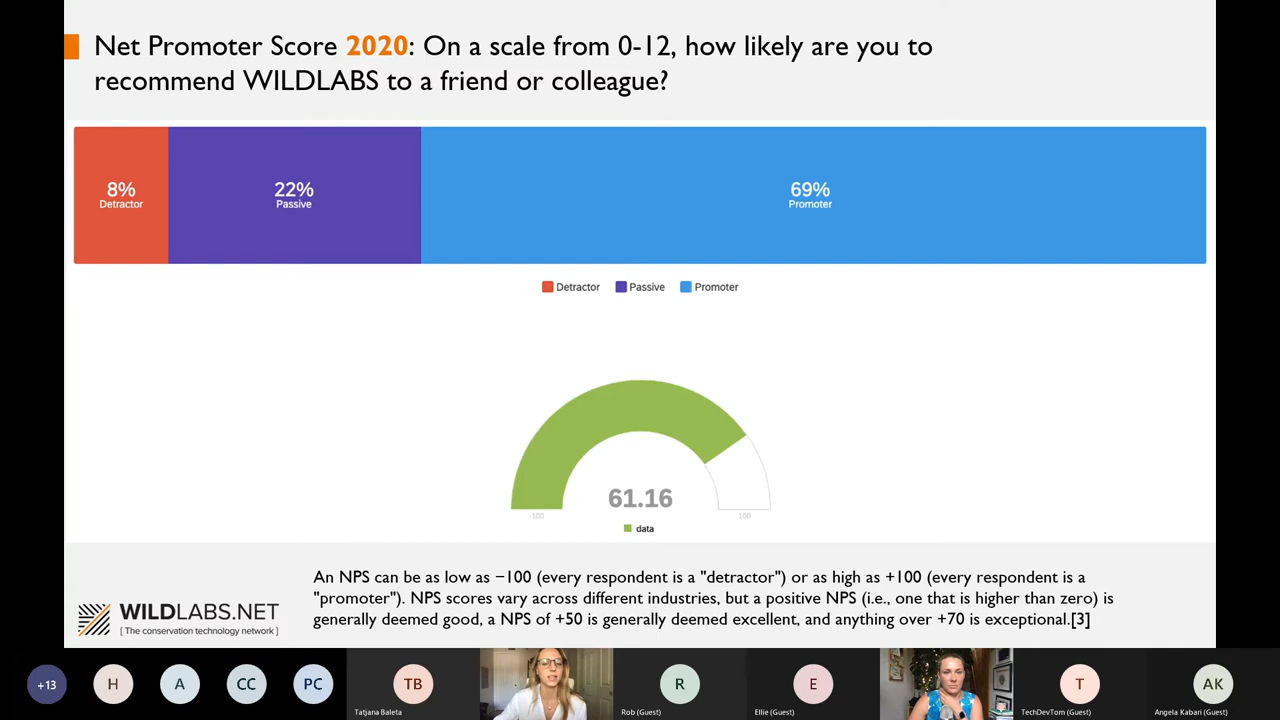 Net Promoter Score 2020: On a scale from 0-12, how likely are you to
recommend WILDLABS to a friend or colleague?
8%
Detractor
22%
Passive
69%
Promoter
Detractor Passive Promoter
61.16
-100 100
data
An NPS can be as low as −100 (every respondent is a "detractor") or as high as +100 (every respondent is a
"promoter"). NPS scores vary across different industries, but a positive NPS (i.e., one that is higher than zero) is
generally deemed good, a NPS of +50 is generally deemed excellent, and anything over +70 is exceptional.[3]
WILDLABS.NET
[ The conservation technology network ]
+13 H A CC PC TB R E T AK
Tatjana Baleta Rob (Guest) Ellie (Guest) TechDevTom (Guest) Angela Kabari (Guest)